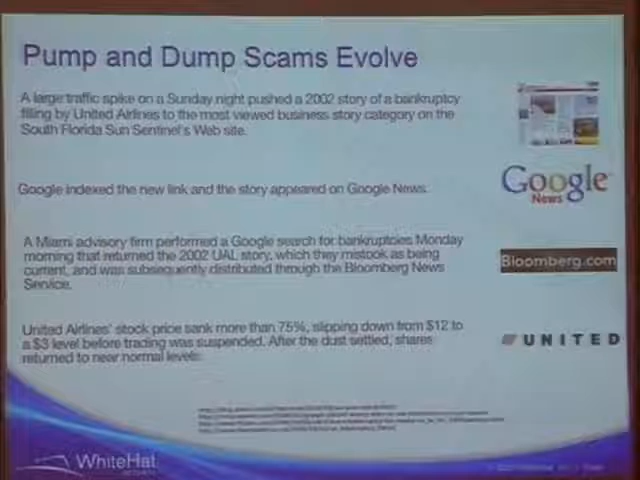 Pump and Dump Scams Evolve
A large traffic spike on a Sunday night pushed a 2002 story of a bankruptcy
filing by United Airlines to the most viewed business story category on the
South Florida Sun Sentinel's Web site.
Google
News
Google indexed the new link and the story appeared on Google News.
A Miami advisory firm performed a Google search for bankruptcies Monday
morning that returned the 2002 UAL story, which they mistook as being
current, and was subsequently distributed through the Bloomberg News
Service.
Bloomberg.com
United Airlines' stock price sank more than 75%, slipping down from $12 to
a $3 level before trading was suspended. After the dust settled, shares
returned to near normal levels.
UNITED
WhiteHat